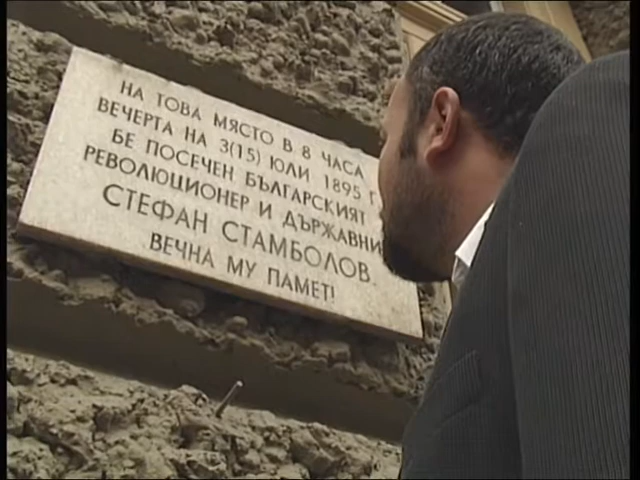 НА ТОВА МЯСТО В 8 ЧАСА
ВЕЧЕРТА НА 3(15) ЮЛИ 1895 Г
БЕ ПОСЕЧЕН БЪЛГАРСКИЯТ
РЕВОЛЮЦИОНЕР И ДЪРЖАВНИ
СТЕФАН СТАМБОЛОВ.
ВЕЧНА МУ ПАМЕТ!